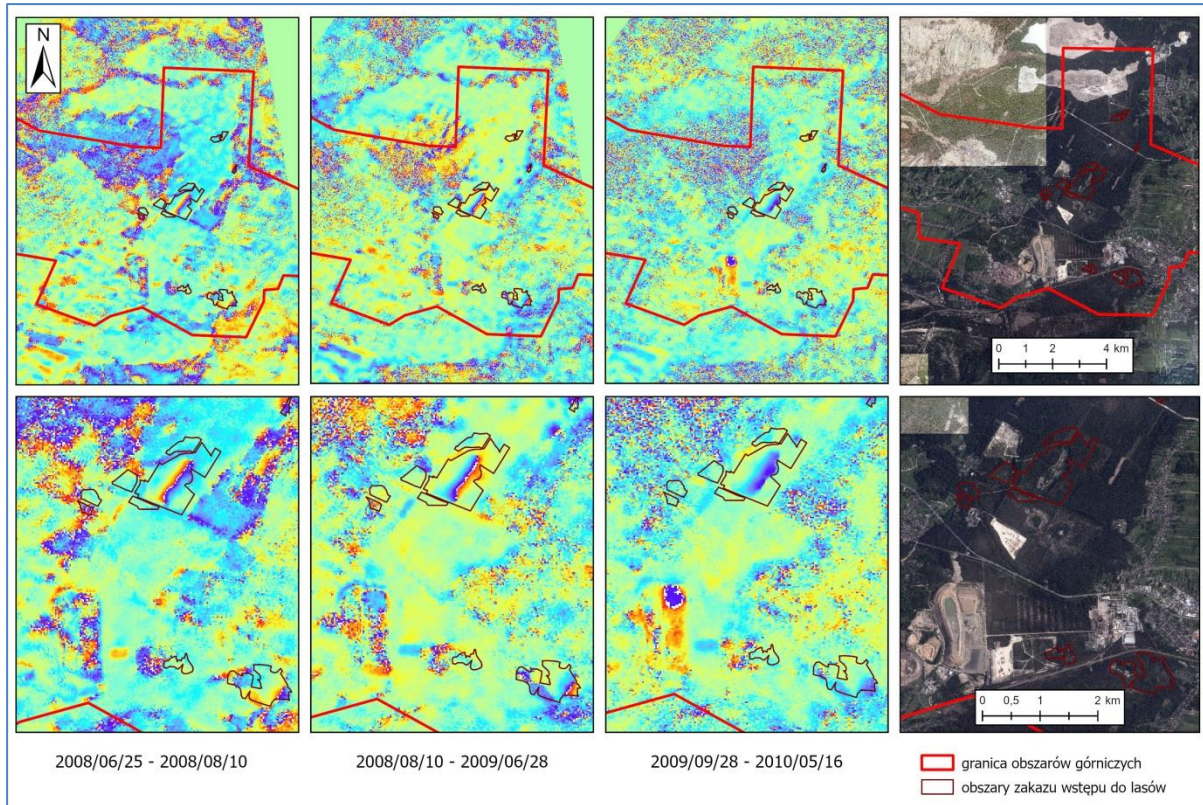 N
0 1 2 4 km
0 0,5 1 2 km
2008/06/25 - 2008/08/10
2008/08/10 - 2009/06/28
2009/09/28 - 2010/05/16
granica obszarów górniczych
obszary zakazu wstępu do lasów